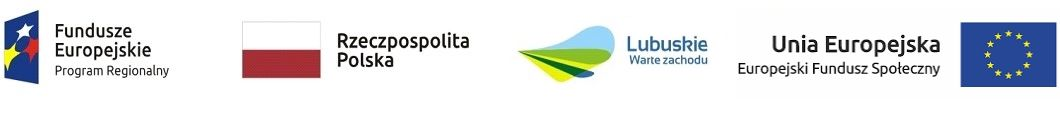 Fundusze
Europejskie
Program Regionalny
Rzeczpospolita
Polska
Lubuskie
Warte zachodu
Unia Europejska
Europejski Fundusz Społeczny